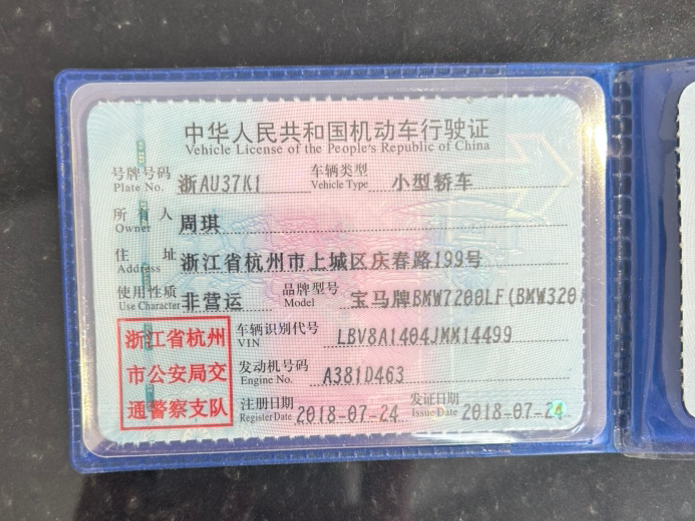 中华人民共和国机动车行驶证
Vehicle License of the People's Republic of China
号牌号码 浙AU37K1 车辆类型 小型轿车
Plate No. Vehicle Type
所有人 周琪
Owner
住址 浙江省杭州市上城区庆春路199号
Address
使用性质 非营运 品牌型号 宝马牌BMW7200LF(BMW320
Use Character Model
浙江省杭州
市公安局交
通警察支队
车辆识别代号 LBV8A1404JMM14499
VIN
发动机号码 A381D463
Engine No.
注册日期 2018-07-24 发证日期 2018-07-24
Register Date Issue Date